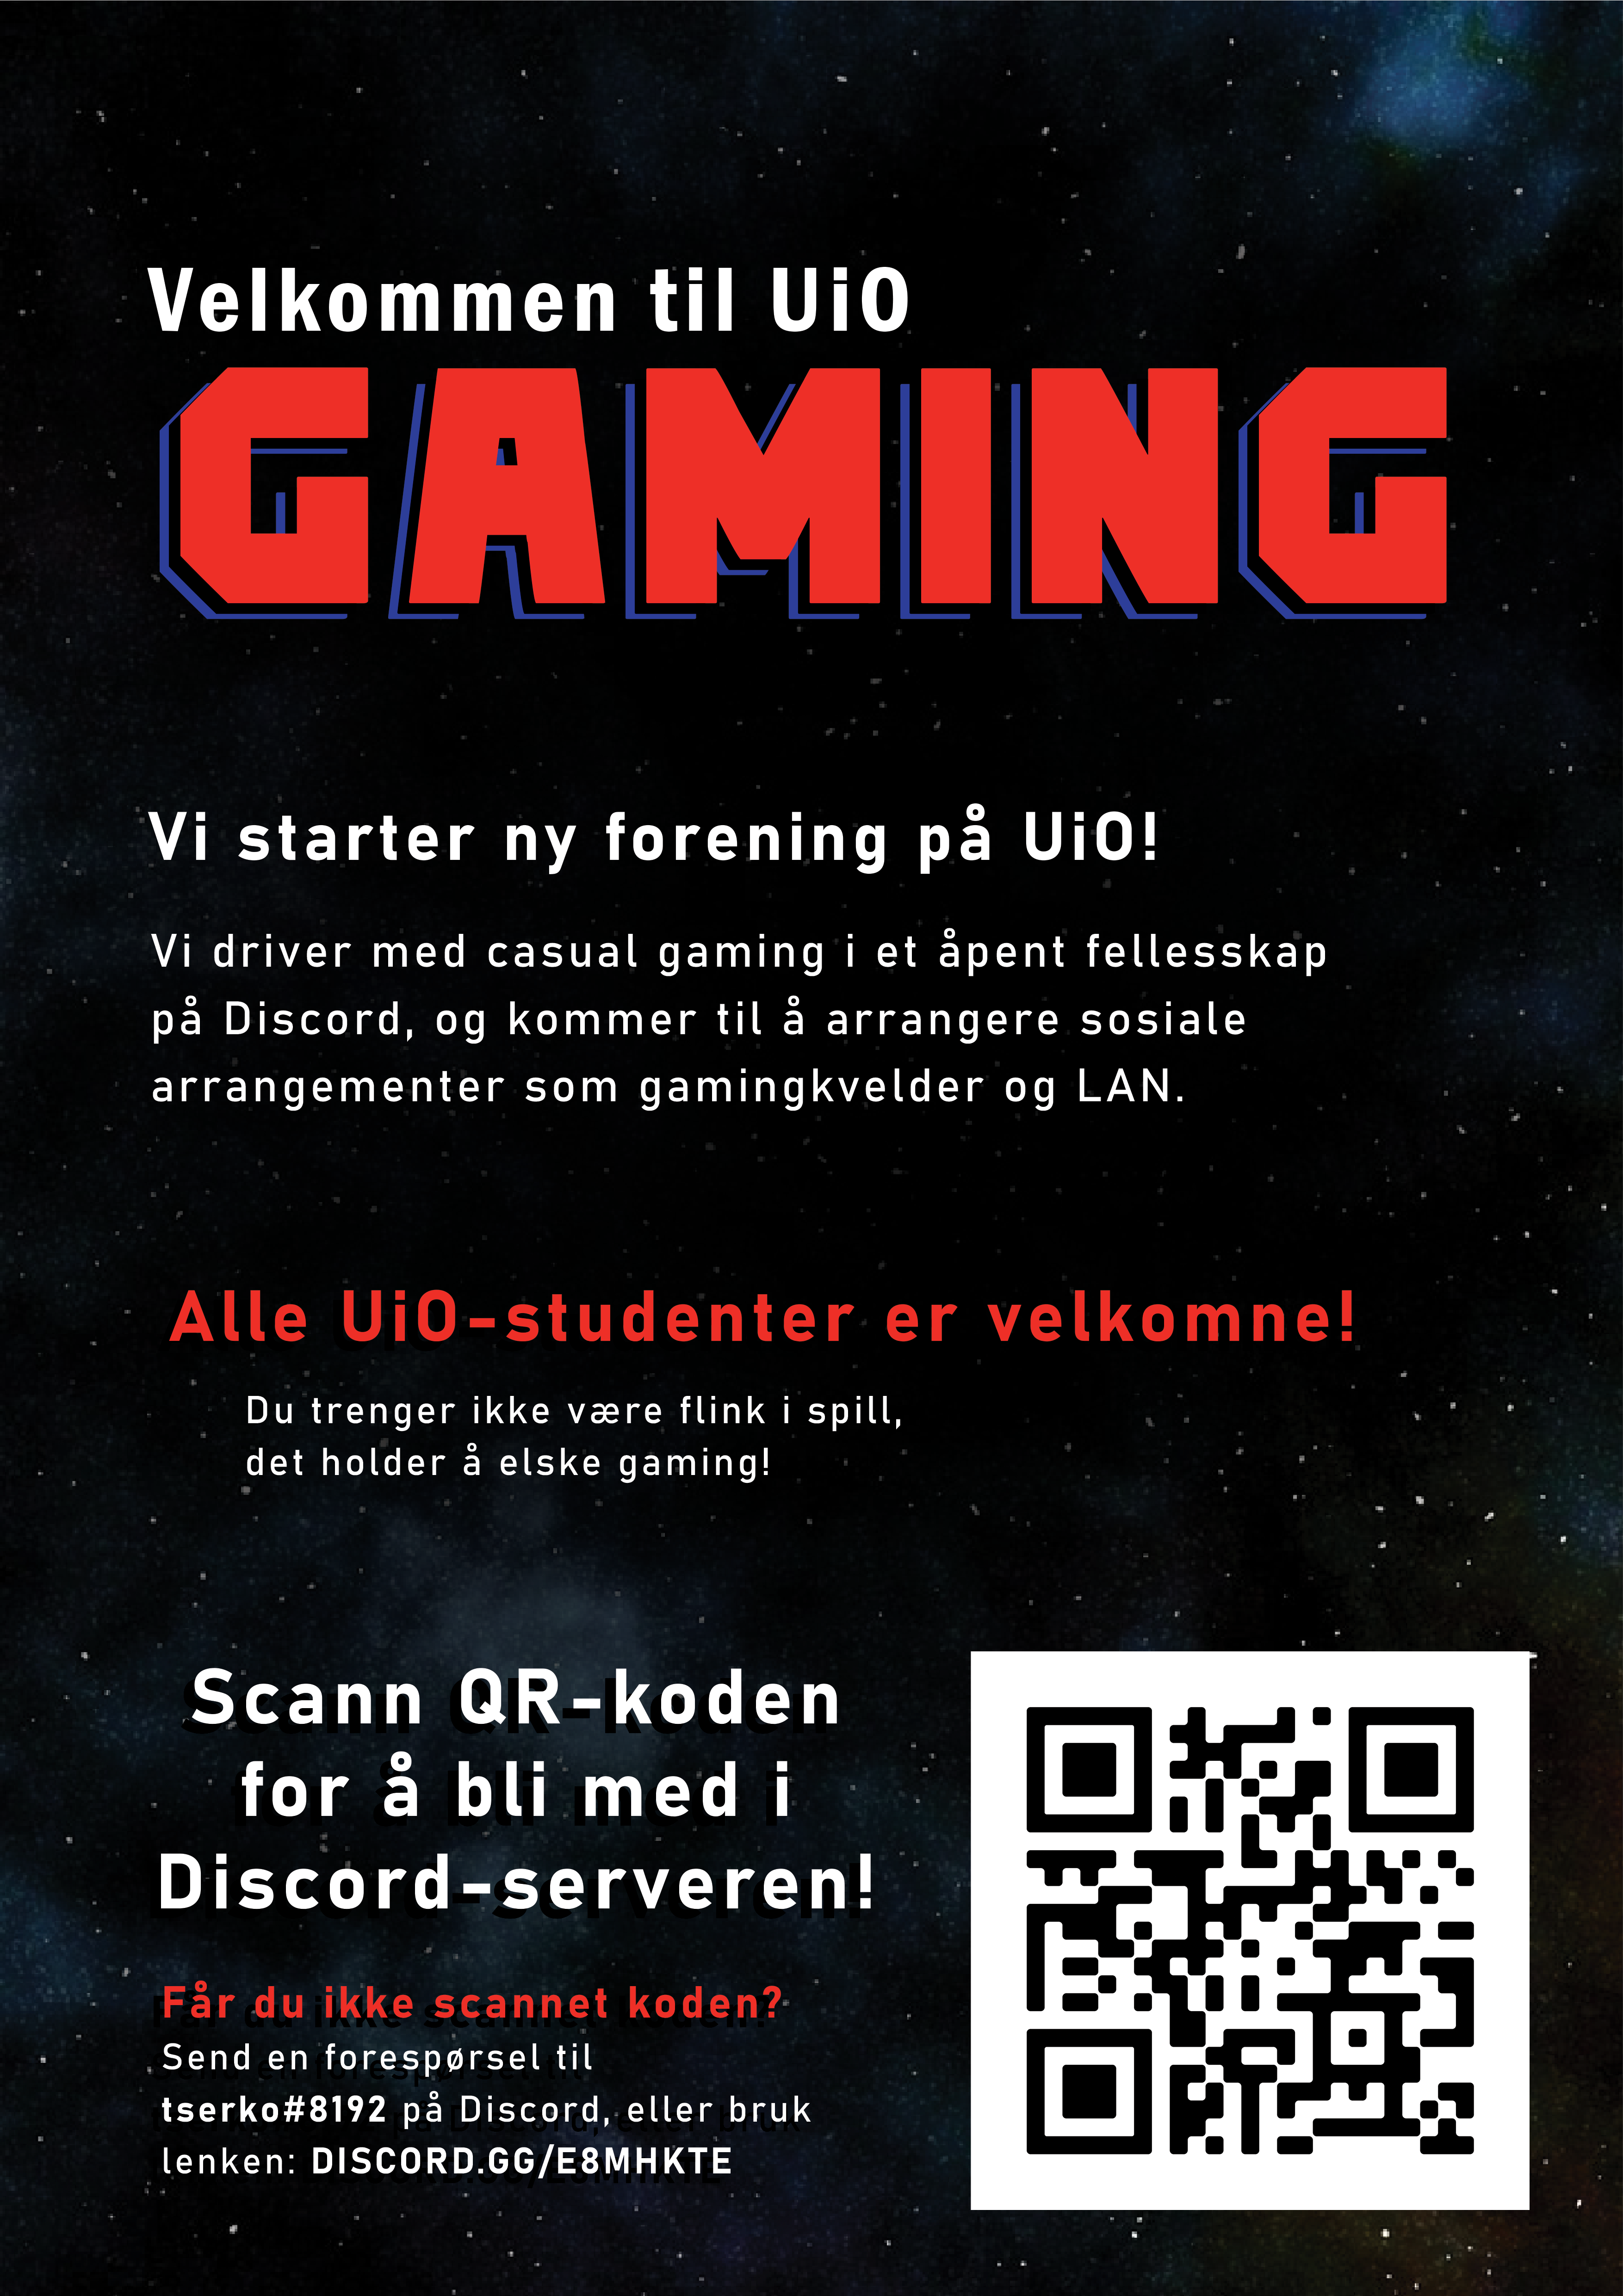 Velkommen til UiO
GAMING
Vi starter ny forening på UiO!
Vi driver med casual gaming i et åpent fellesskap
på Discord, og kommer til å arrangere sosiale
arrangementer som gamingkvelder og LAN.
Alle UiO-studenter er velkomne!
Du trenger ikke være flink i spill,
det holder å elske gaming!
Scann QR-koden
for å bli med i
Discord-serveren!
Får du ikke scannet koden?
Send en forespørsel til
tserko#8192 på Discord, eller bruk
lenken: DISCORD.GG/E8MHKTE